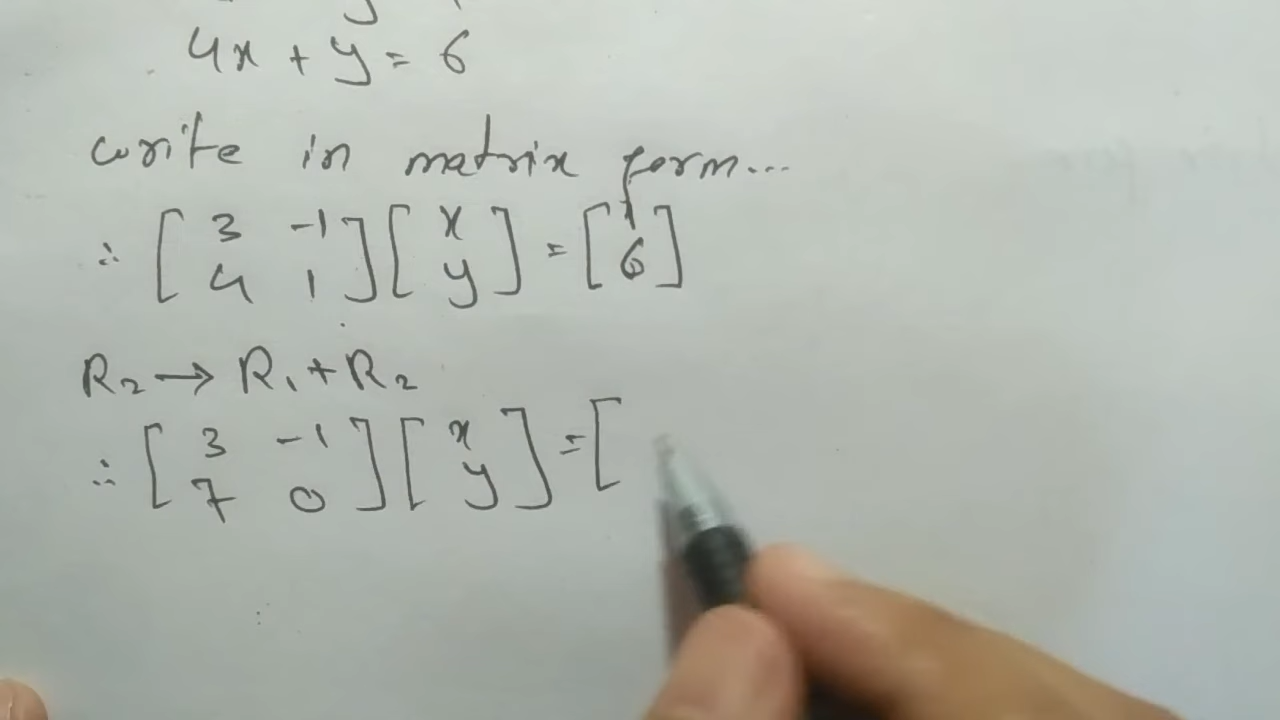 4x + y = 6
write in matrix form...
∴ [ 3 -1 ; 4 1 ] [ x ; y ] = [ 1 ; 6 ]
R₂ → R₁ + R₂
∴ [ 3 -1 ; 7 0 ] [ x ; y ] = [